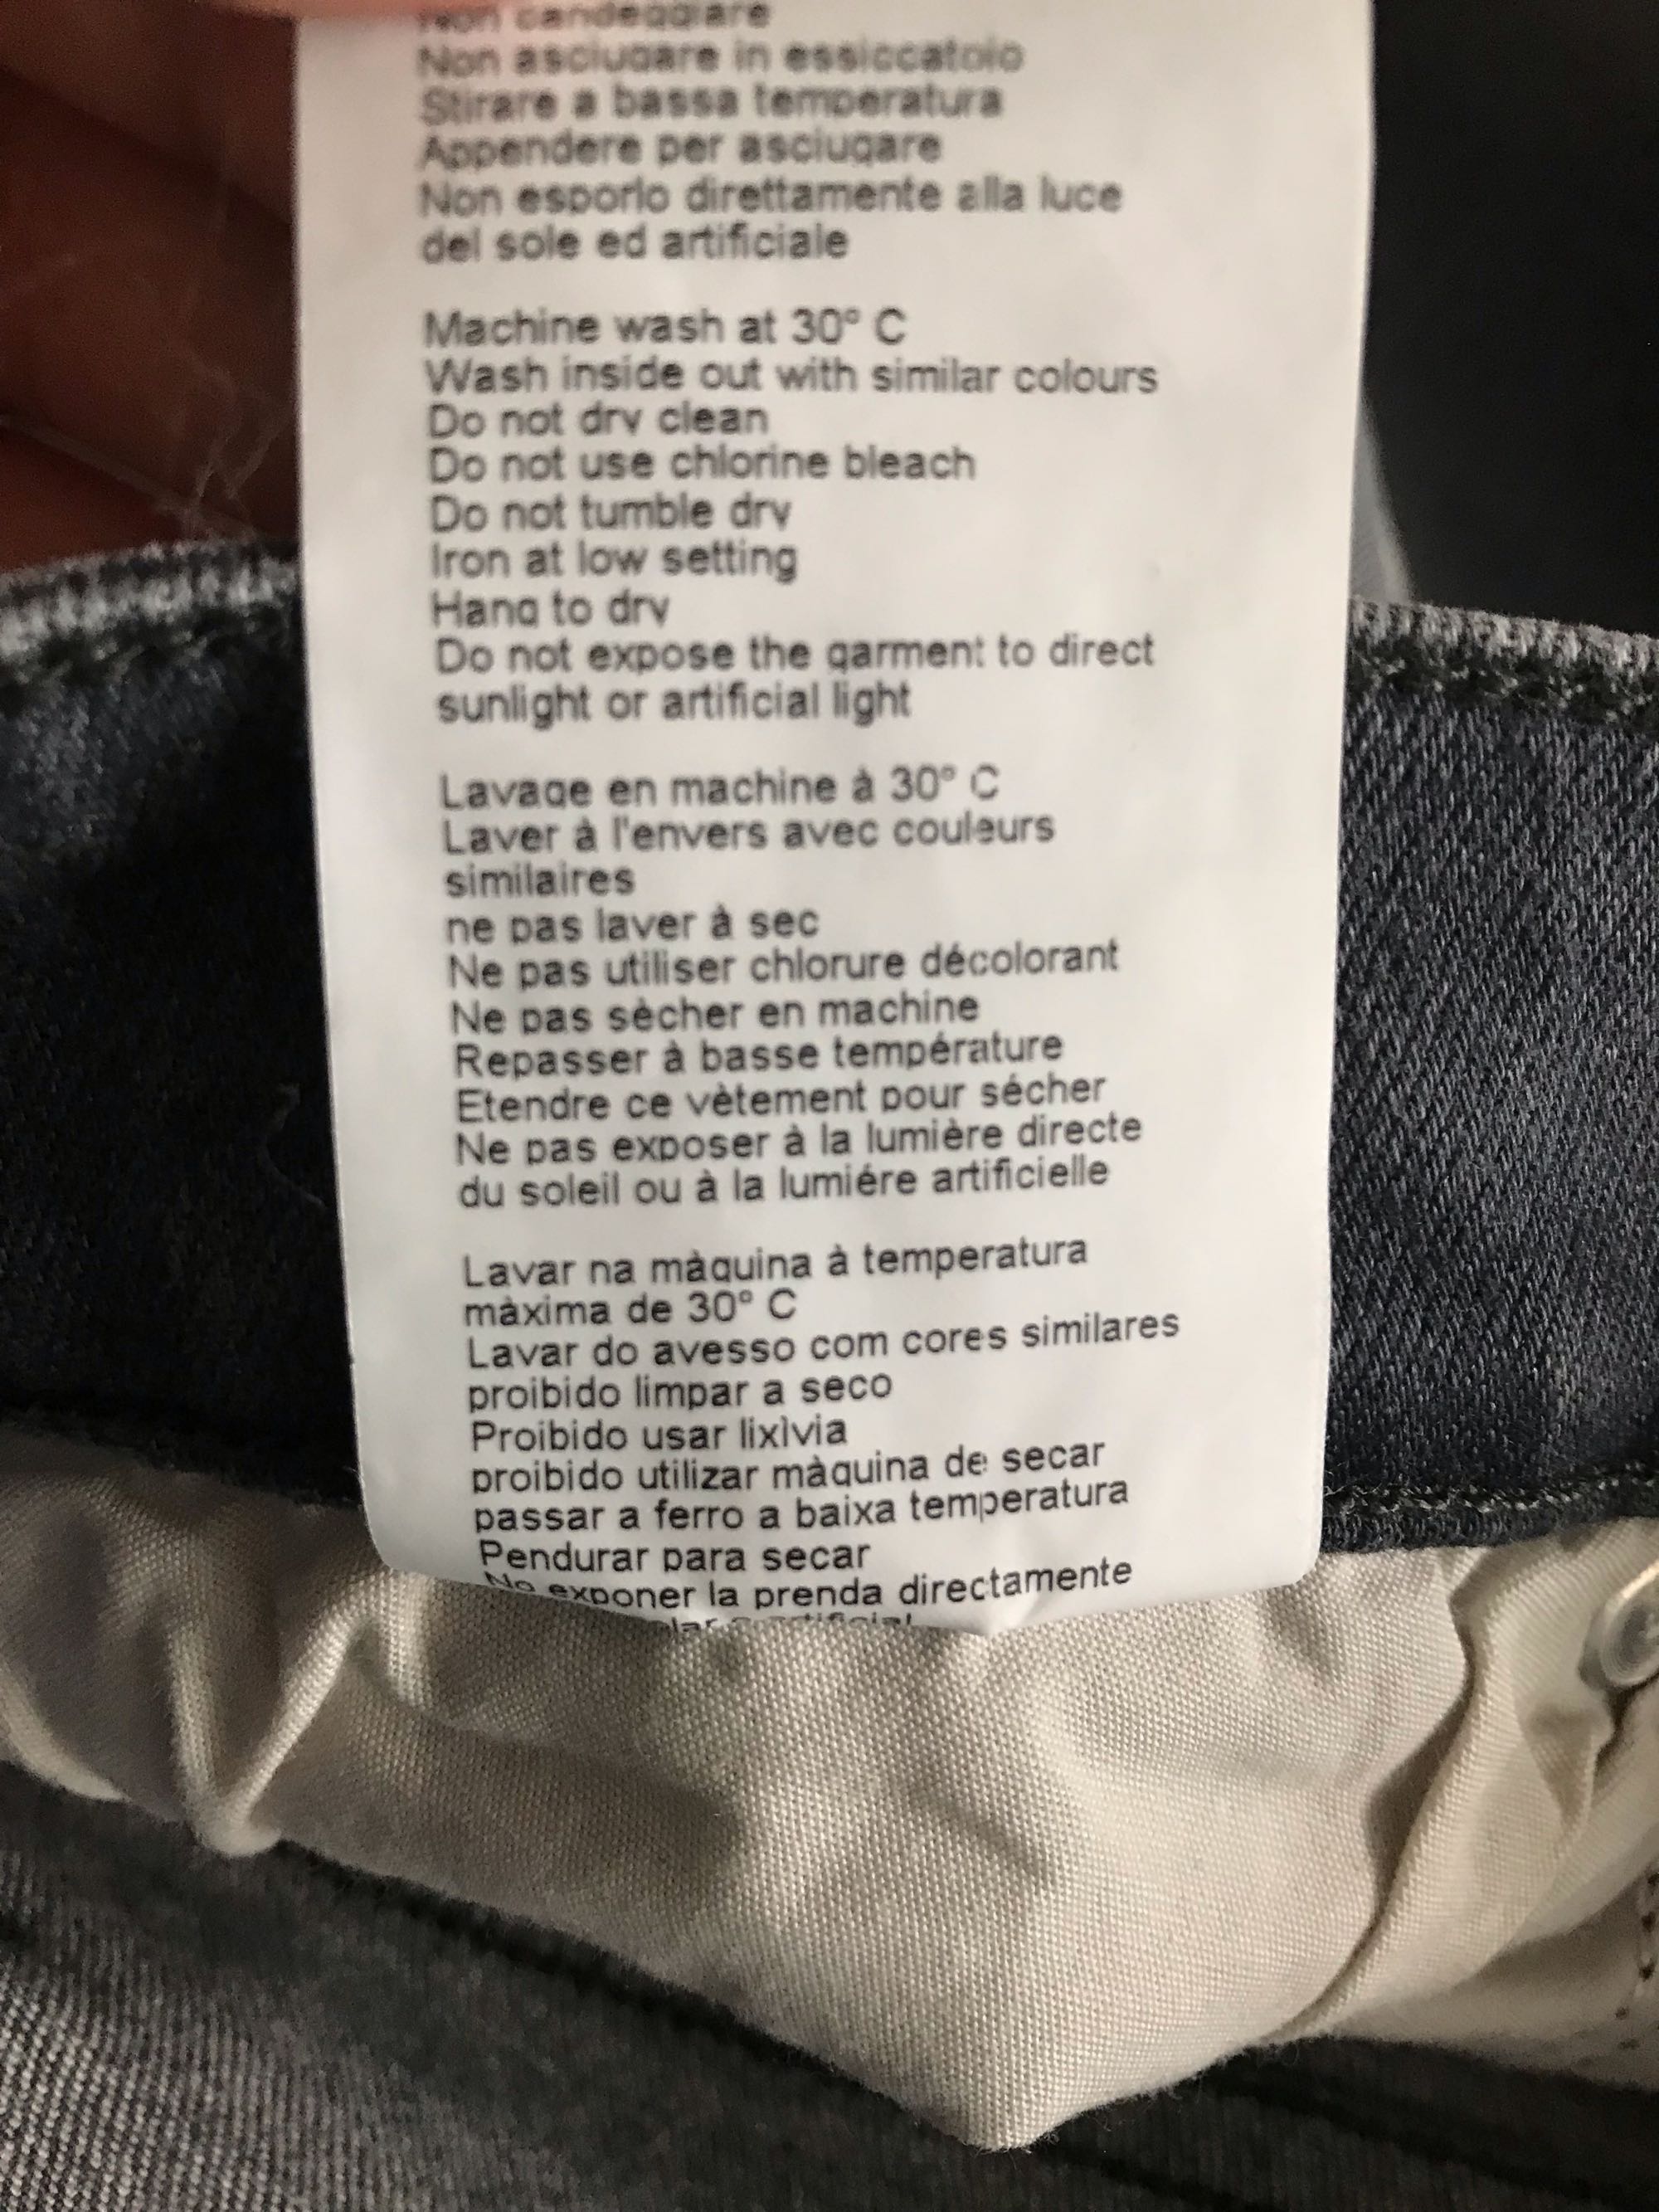 Non candeggiare
Non asciugare in essiccatoio
Stirare a bassa temperatura
Appendere per asciugare
Non esporlo direttamente alla luce
del sole ed artificiale
Machine wash at 30° C
Wash inside out with similar colours
Do not dry clean
Do not use chlorine bleach
Do not tumble dry
Iron at low setting
Hang to dry
Do not expose the garment to direct
sunlight or artificial light
Lavage en machine à 30° C
Laver à l'envers avec couleurs
similaires
ne pas laver à sec
Ne pas utiliser chlorure décolorant
Ne pas sècher en machine
Repasser à basse température
Etendre ce vètement pour sécher
Ne pas exposer à la lumière directe
du soleil ou à la lumiére artificielle
Lavar na màquina à temperatura
màxima de 30° C
Lavar do avesso com cores similares
proibido limpar a seco
Proibido usar lixìvia
proibido utilizar màquina de secar
passar a ferro a baixa temperatura
Pendurar para secar
No exponer la prenda directamente